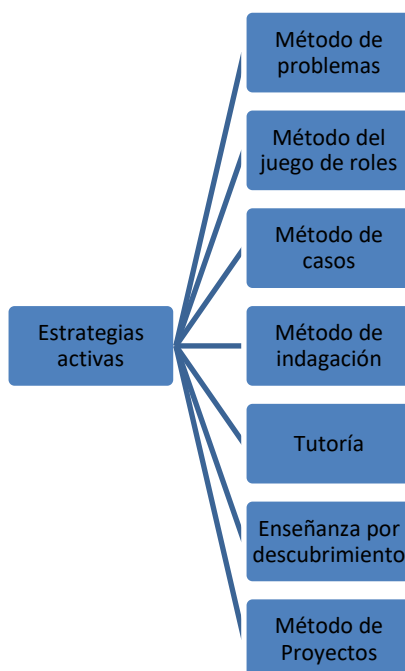 Método de
problemas
Método del
juego de roles
Método de
casos
Estrategias
activas
Método de
indagación
Tutoría
Enseñanza por
descubrimiento
Método de
Proyectos